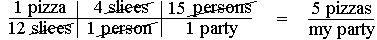 1 pizza | 4 slices | 15 persons = 5 pizzas
12 slices | 1 person | 1 party my party